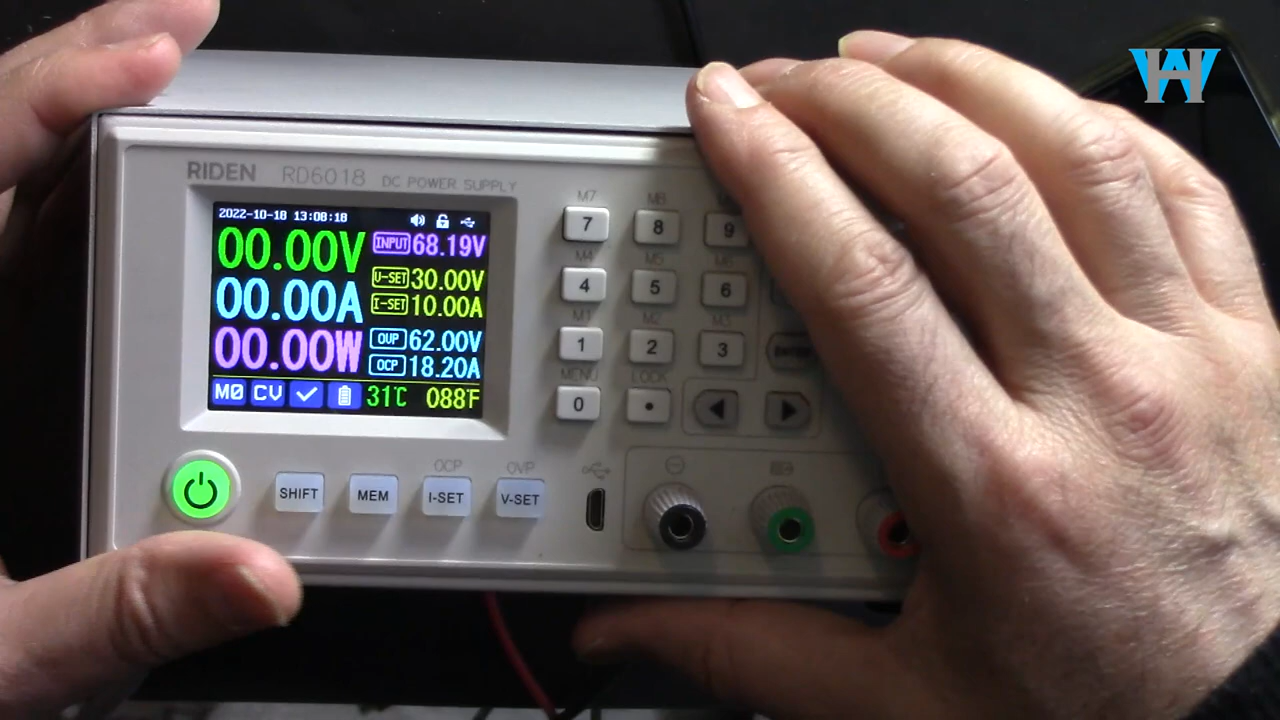 RIDEN RD6018 DC POWER SUPPLY
2022-10-18 13:08:18
00.00V
INPUT 68.19V
00.00A
V-SET 30.00V
I-SET 10.00A
00.00W
OVP 62.00V
OCP 18.20A
M0 CV 31℃ 088℉
M7 M8
7 8 9
M4 M5 M6
4 5 6
M1 M2 M3
1 2 3 ENTER
MENU LOCK
0 •
OCP OVP
SHIFT MEM I-SET V-SET